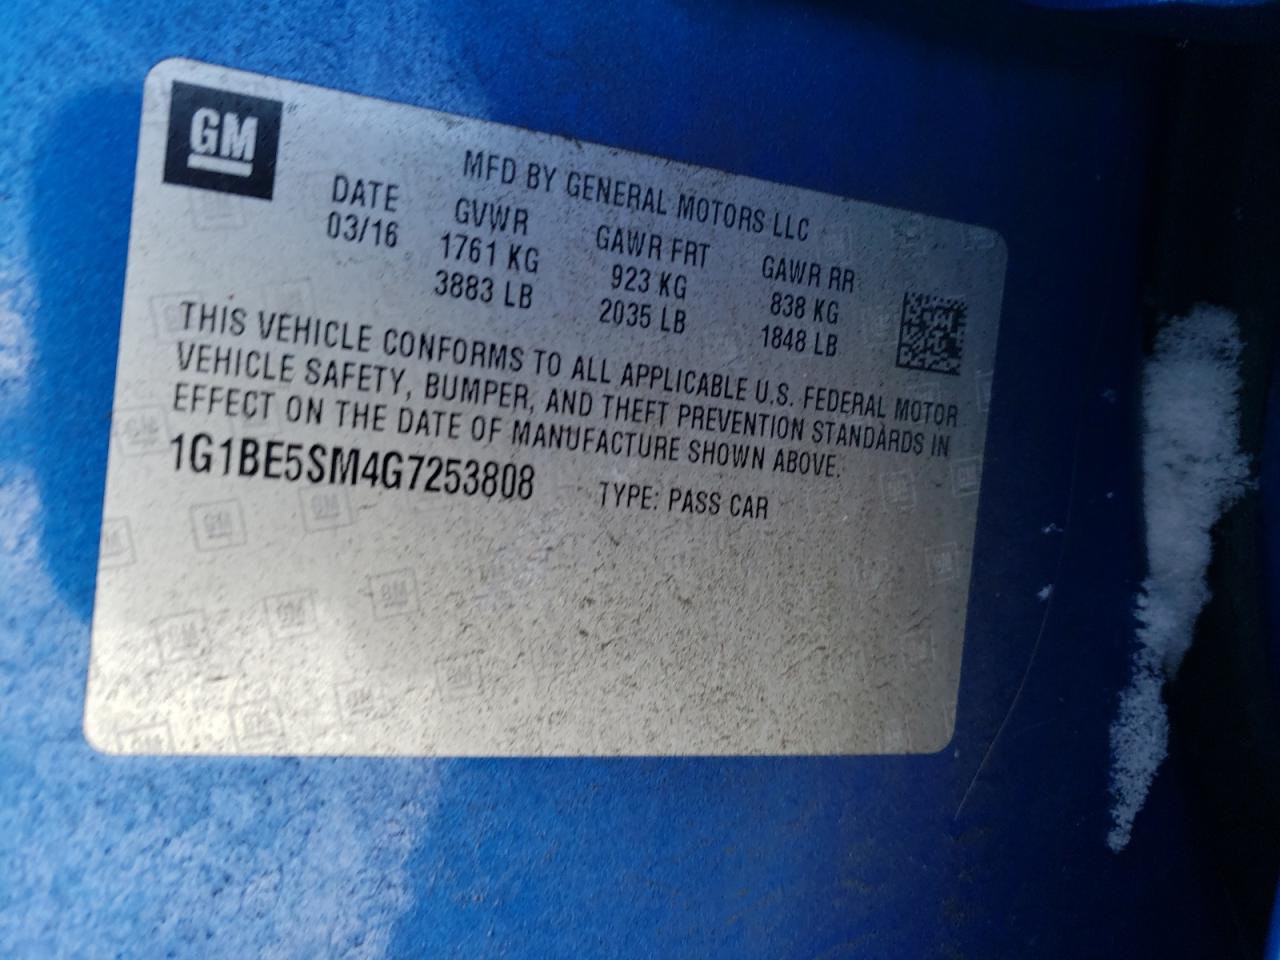 GM
MFD BY GENERAL MOTORS LLC
DATE GVWR GAWR FRT GAWR RR
03/16 1761 KG 923 KG 838 KG
3883 LB 2035 LB 1848 LB
THIS VEHICLE CONFORMS TO ALL APPLICABLE U.S. FEDERAL MOTOR
VEHICLE SAFETY, BUMPER, AND THEFT PREVENTION STANDARDS IN
EFFECT ON THE DATE OF MANUFACTURE SHOWN ABOVE.
1G1BE5SM4G7253808 TYPE: PASS CAR